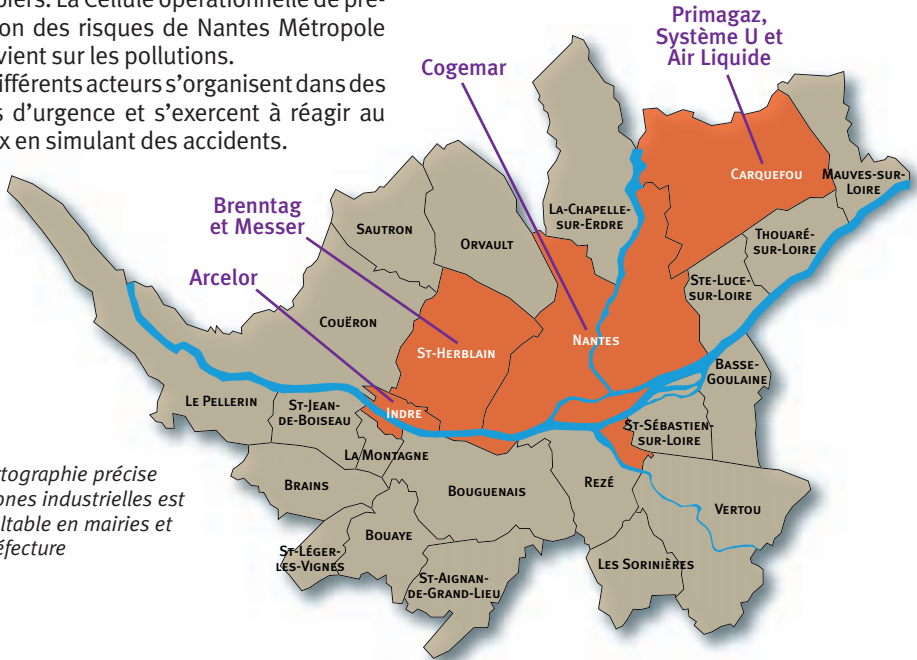 piers. La Cellule opérationnelle de pré-
on des risques de Nantes Métropole
vient sur les pollutions.
ifférents acteurs s’organisent dans des
s d’urgence et s’exercent à réagir au
x en simulant des accidents.
Primagaz,
Système U et
Air Liquide
Cogemar
Brenntag
et Messer
Arcelor
Carquefou
Mauves-sur-
Loire
La-Chapelle-
sur-Erdre
Thouaré-
sur-Loire
Sautron
Orvault
Ste-Luce-
sur-Loire
Couëron
St-Herblain
Nantes
Basse-
Goulaine
Le Pellerin
St-Jean-
de-Boiseau
Indre
St-Sébastien-
sur-Loire
La Montagne
Brains
Bouguenais
Rezé
Vertou
Bouaye
St-Léger-
les-Vignes
St-Aignan-
de-Grand-Lieu
Les Sorinières
rtographie précise
ones industrielles est
ltable en mairies et
éfecture